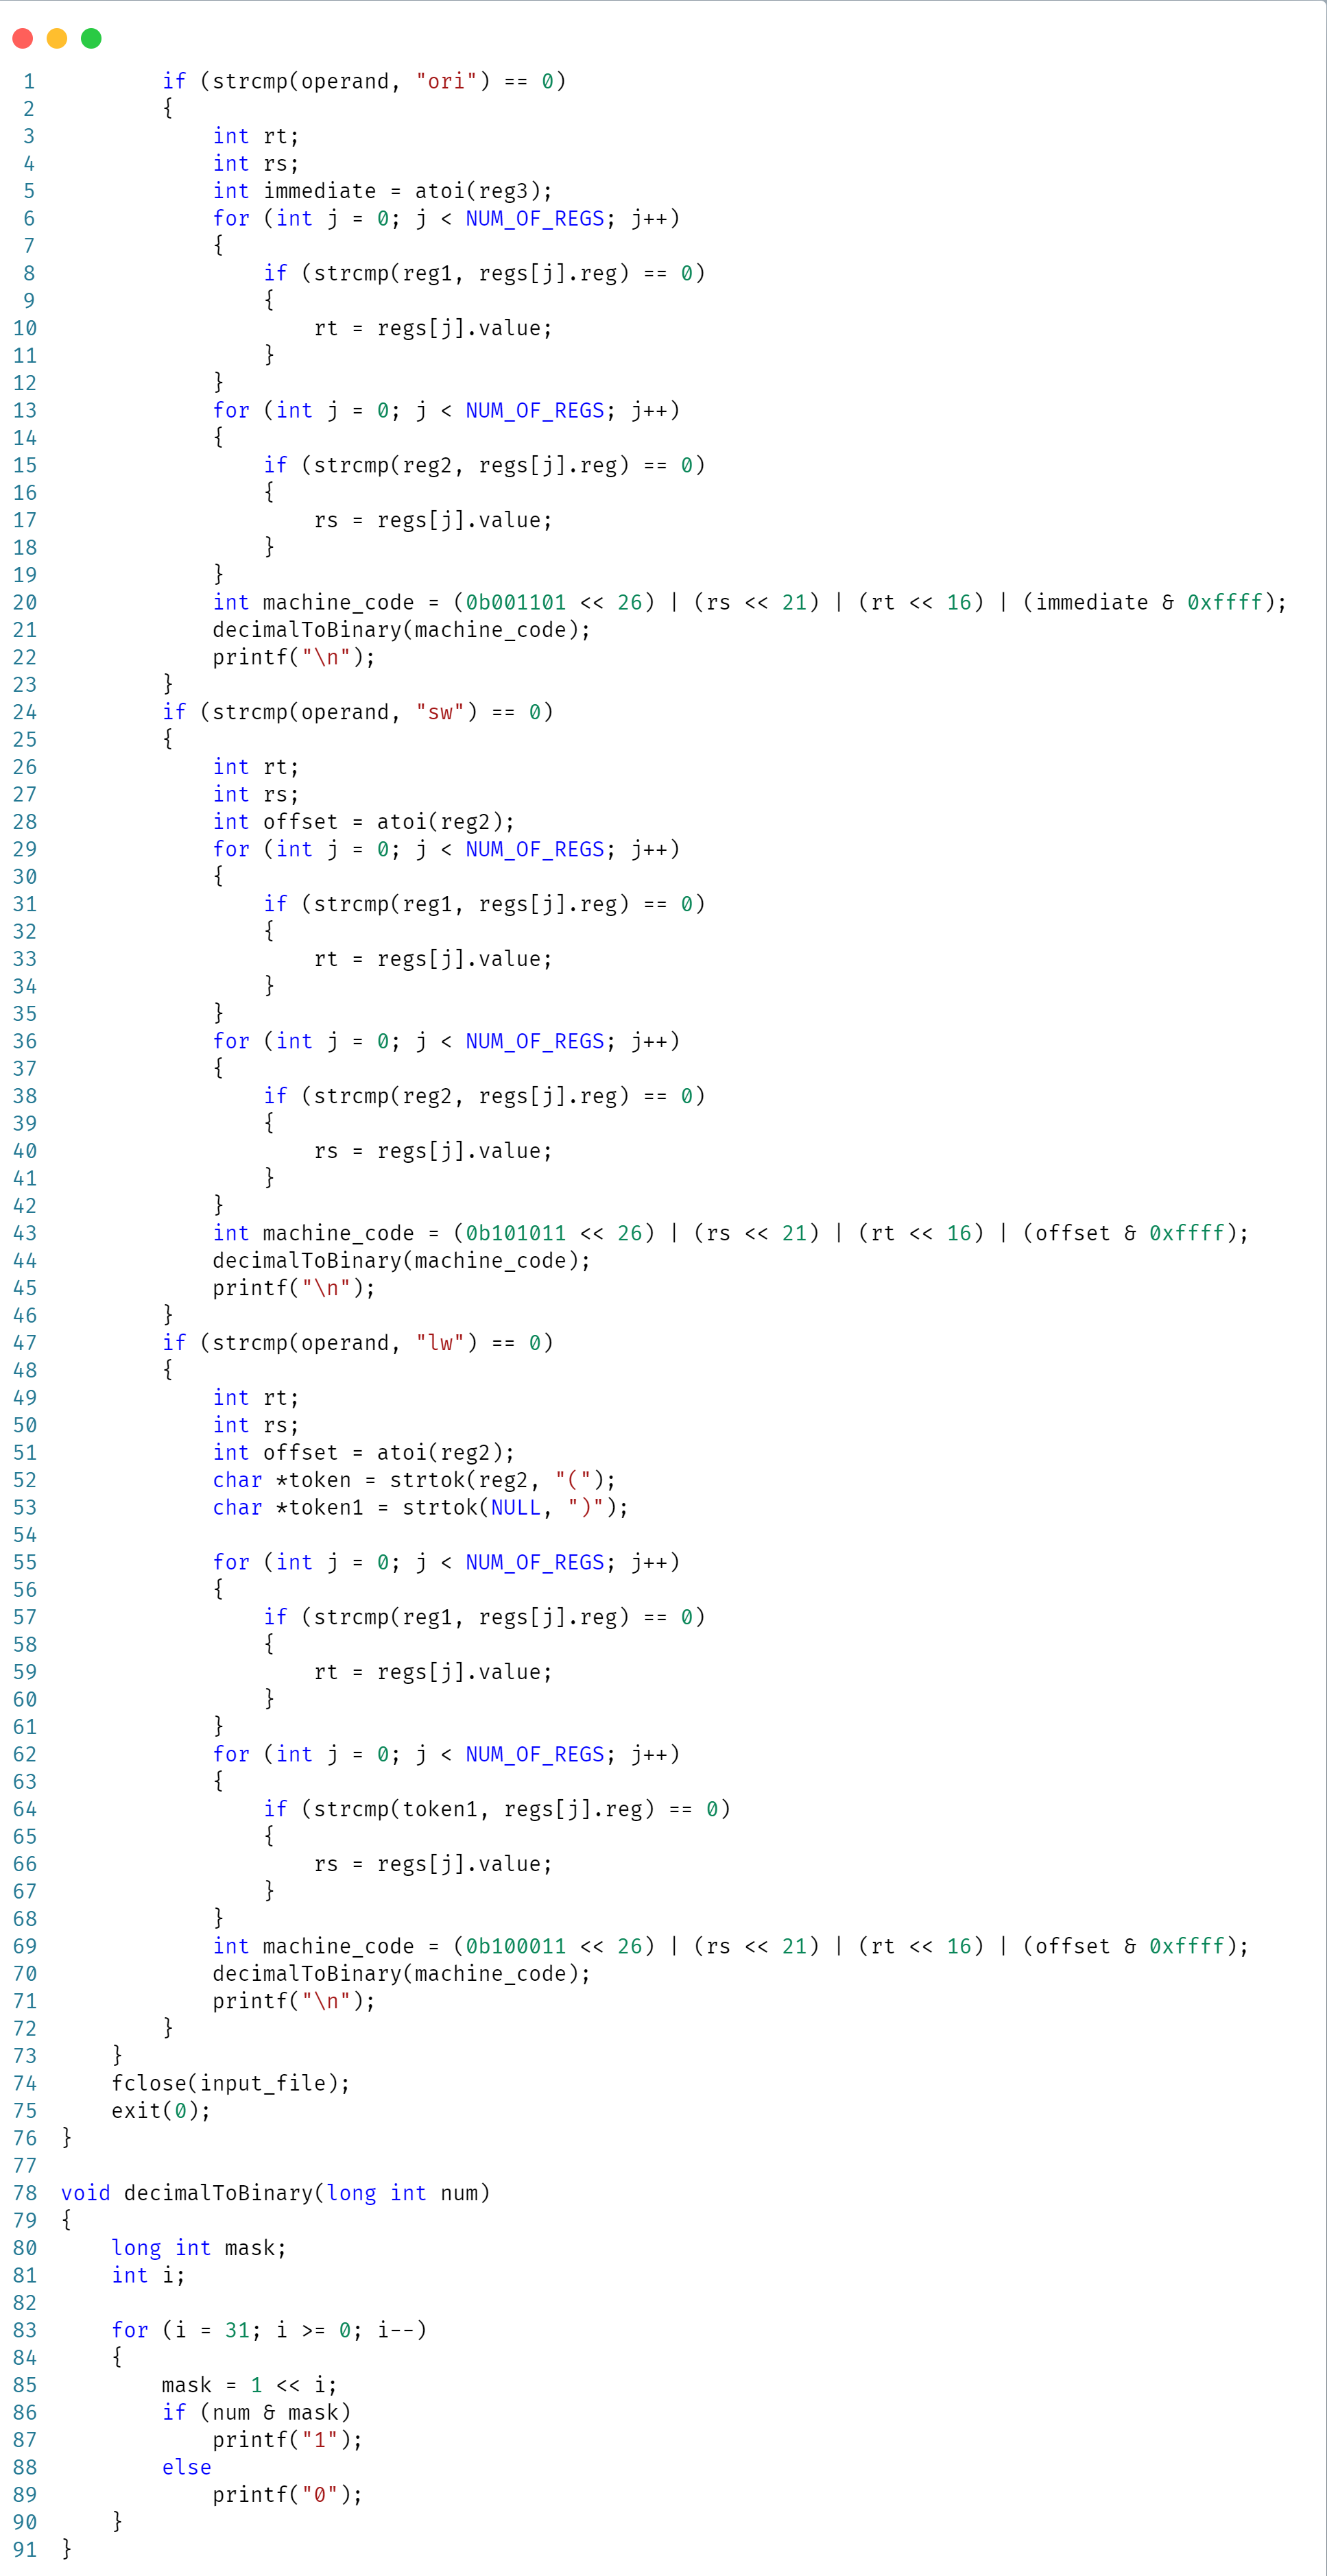 1 if (strcmp(operand, "ori") == 0)
2 {
3 int rt;
4 int rs;
5 int immediate = atoi(reg3);
6 for (int j = 0; j < NUM_OF_REGS; j++)
7 {
8 if (strcmp(reg1, regs[j].reg) == 0)
9 {
10 rt = regs[j].value;
11 }
12 }
13 for (int j = 0; j < NUM_OF_REGS; j++)
14 {
15 if (strcmp(reg2, regs[j].reg) == 0)
16 {
17 rs = regs[j].value;
18 }
19 }
20 int machine_code = (0b001101 << 26) | (rs << 21) | (rt << 16) | (immediate & 0xffff);
21 decimalToBinary(machine_code);
22 printf("\n");
23 }
24 if (strcmp(operand, "sw") == 0)
25 {
26 int rt;
27 int rs;
28 int offset = atoi(reg2);
29 for (int j = 0; j < NUM_OF_REGS; j++)
30 {
31 if (strcmp(reg1, regs[j].reg) == 0)
32 {
33 rt = regs[j].value;
34 }
35 }
36 for (int j = 0; j < NUM_OF_REGS; j++)
37 {
38 if (strcmp(reg2, regs[j].reg) == 0)
39 {
40 rs = regs[j].value;
41 }
42 }
43 int machine_code = (0b101011 << 26) | (rs << 21) | (rt << 16) | (offset & 0xffff);
44 decimalToBinary(machine_code);
45 printf("\n");
46 }
47 if (strcmp(operand, "lw") == 0)
48 {
49 int rt;
50 int rs;
51 int offset = atoi(reg2);
52 char *token = strtok(reg2, "(");
53 char *token1 = strtok(NULL, ")");
54
55 for (int j = 0; j < NUM_OF_REGS; j++)
56 {
57 if (strcmp(reg1, regs[j].reg) == 0)
58 {
59 rt = regs[j].value;
60 }
61 }
62 for (int j = 0; j < NUM_OF_REGS; j++)
63 {
64 if (strcmp(token1, regs[j].reg) == 0)
65 {
66 rs = regs[j].value;
67 }
68 }
69 int machine_code = (0b100011 << 26) | (rs << 21) | (rt << 16) | (offset & 0xffff);
70 decimalToBinary(machine_code);
71 printf("\n");
72 }
73 }
74 fclose(input_file);
75 exit(0);
76 }
77
78 void decimalToBinary(long int num)
79 {
80 long int mask;
81 int i;
82
83 for (i = 31; i >= 0; i--)
84 {
85 mask = 1 << i;
86 if (num & mask)
87 printf("1");
88 else
89 printf("0");
90 }
91 }